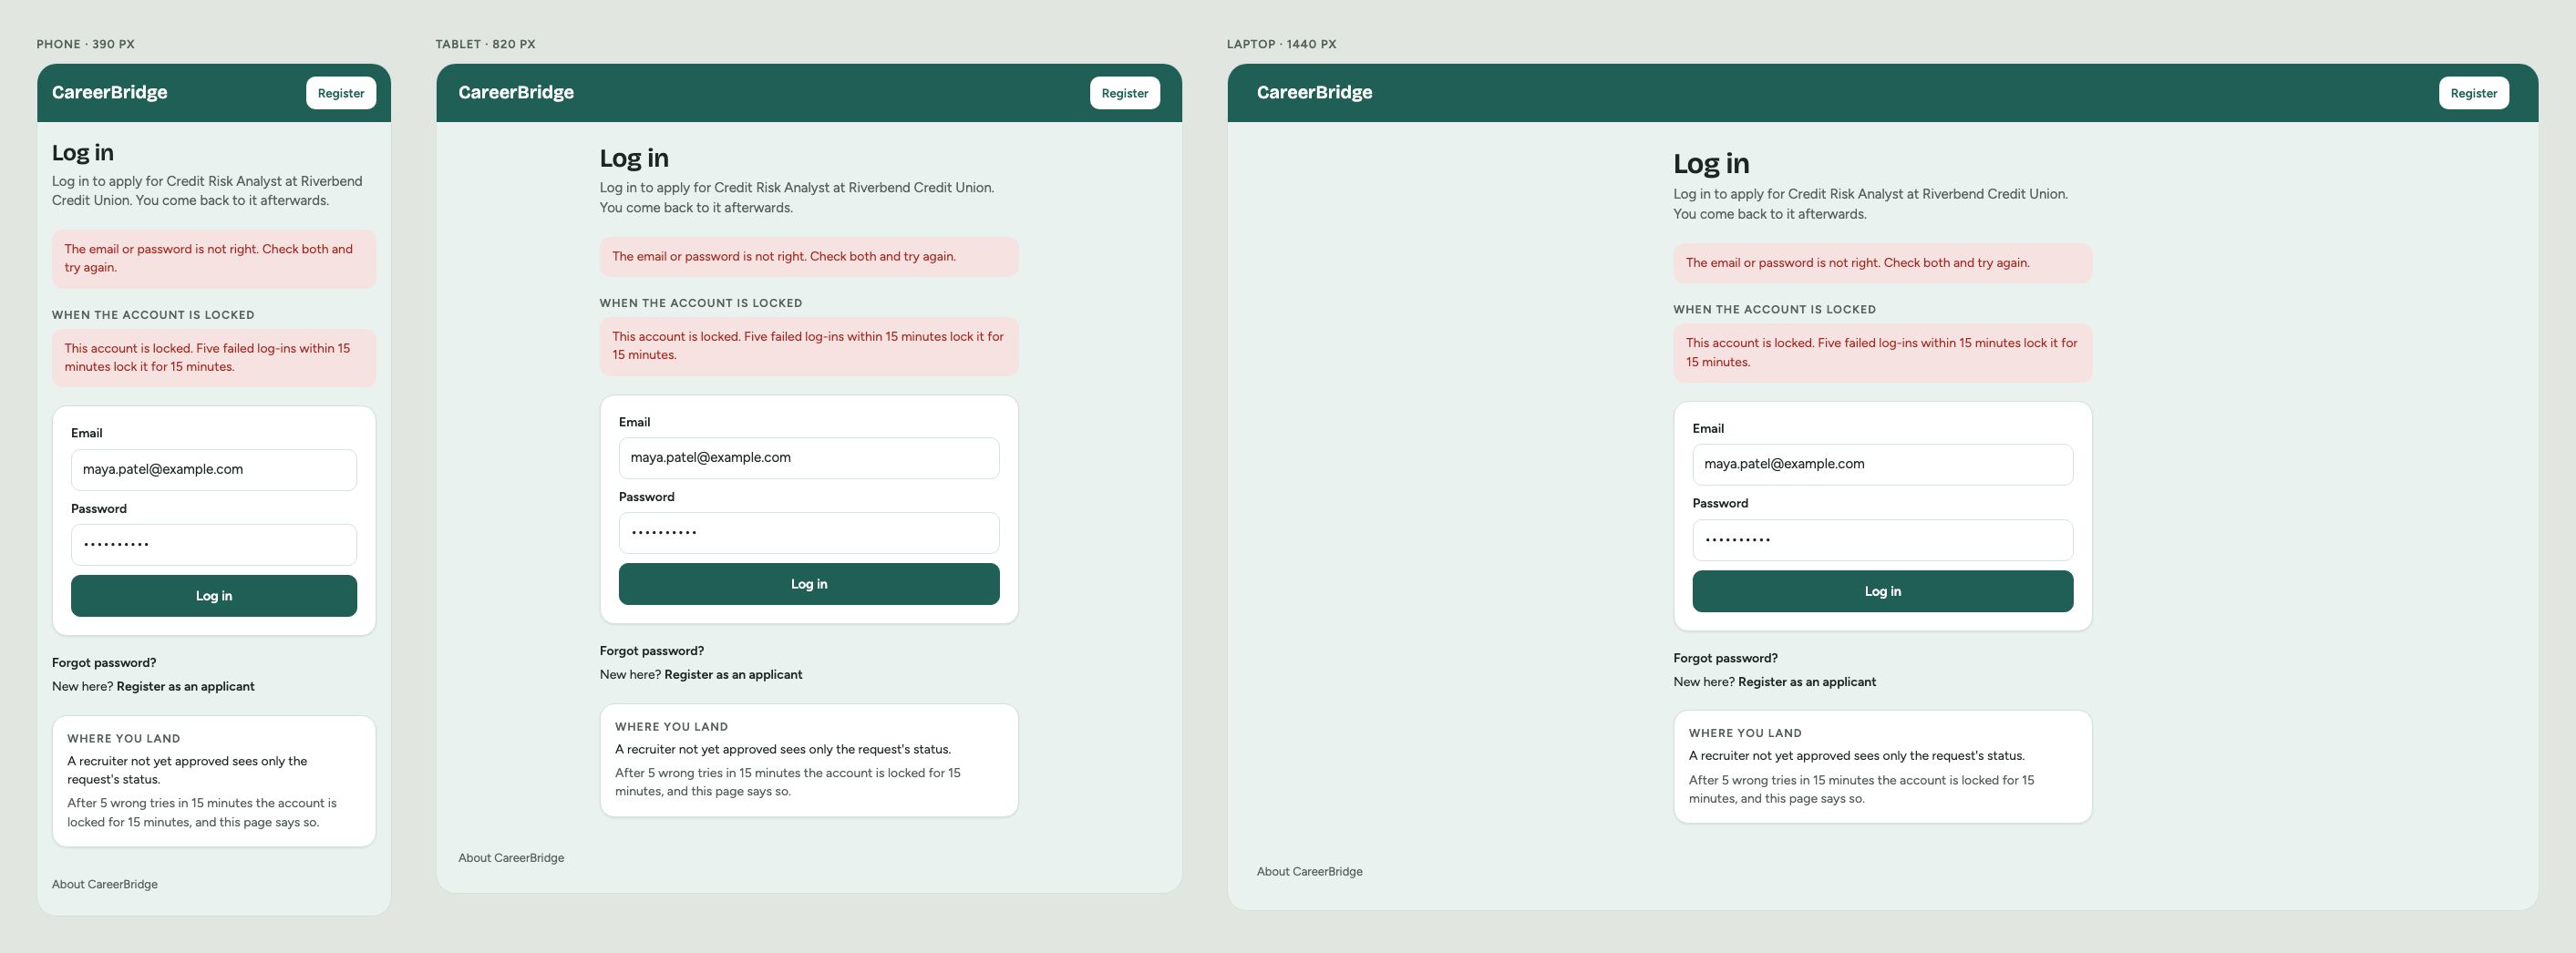 PHONE · 390 PX
CareerBridge
Register
Log in
Log in to apply for Credit Risk Analyst at Riverbend
Credit Union. You come back to it afterwards.
The email or password is not right. Check both and
try again.
WHEN THE ACCOUNT IS LOCKED
This account is locked. Five failed log-ins within 15
minutes lock it for 15 minutes.
Email
maya.patel@example.com
Password
••••••••••
Log in
Forgot password?
New here? Register as an applicant
WHERE YOU LAND
A recruiter not yet approved sees only the
request's status.
After 5 wrong tries in 15 minutes the account is
locked for 15 minutes, and this page says so.
About CareerBridge
TABLET · 820 PX
CareerBridge
Register
Log in
Log in to apply for Credit Risk Analyst at Riverbend Credit Union.
You come back to it afterwards.
The email or password is not right. Check both and try again.
WHEN THE ACCOUNT IS LOCKED
This account is locked. Five failed log-ins within 15 minutes lock it for
15 minutes.
Email
maya.patel@example.com
Password
••••••••••
Log in
Forgot password?
New here? Register as an applicant
WHERE YOU LAND
A recruiter not yet approved sees only the request's status.
After 5 wrong tries in 15 minutes the account is locked for 15
minutes, and this page says so.
About CareerBridge
LAPTOP · 1440 PX
CareerBridge
Register
Log in
Log in to apply for Credit Risk Analyst at Riverbend Credit Union.
You come back to it afterwards.
The email or password is not right. Check both and try again.
WHEN THE ACCOUNT IS LOCKED
This account is locked. Five failed log-ins within 15 minutes lock it for
15 minutes.
Email
maya.patel@example.com
Password
••••••••••
Log in
Forgot password?
New here? Register as an applicant
WHERE YOU LAND
A recruiter not yet approved sees only the request's status.
After 5 wrong tries in 15 minutes the account is locked for 15
minutes, and this page says so.
About CareerBridge